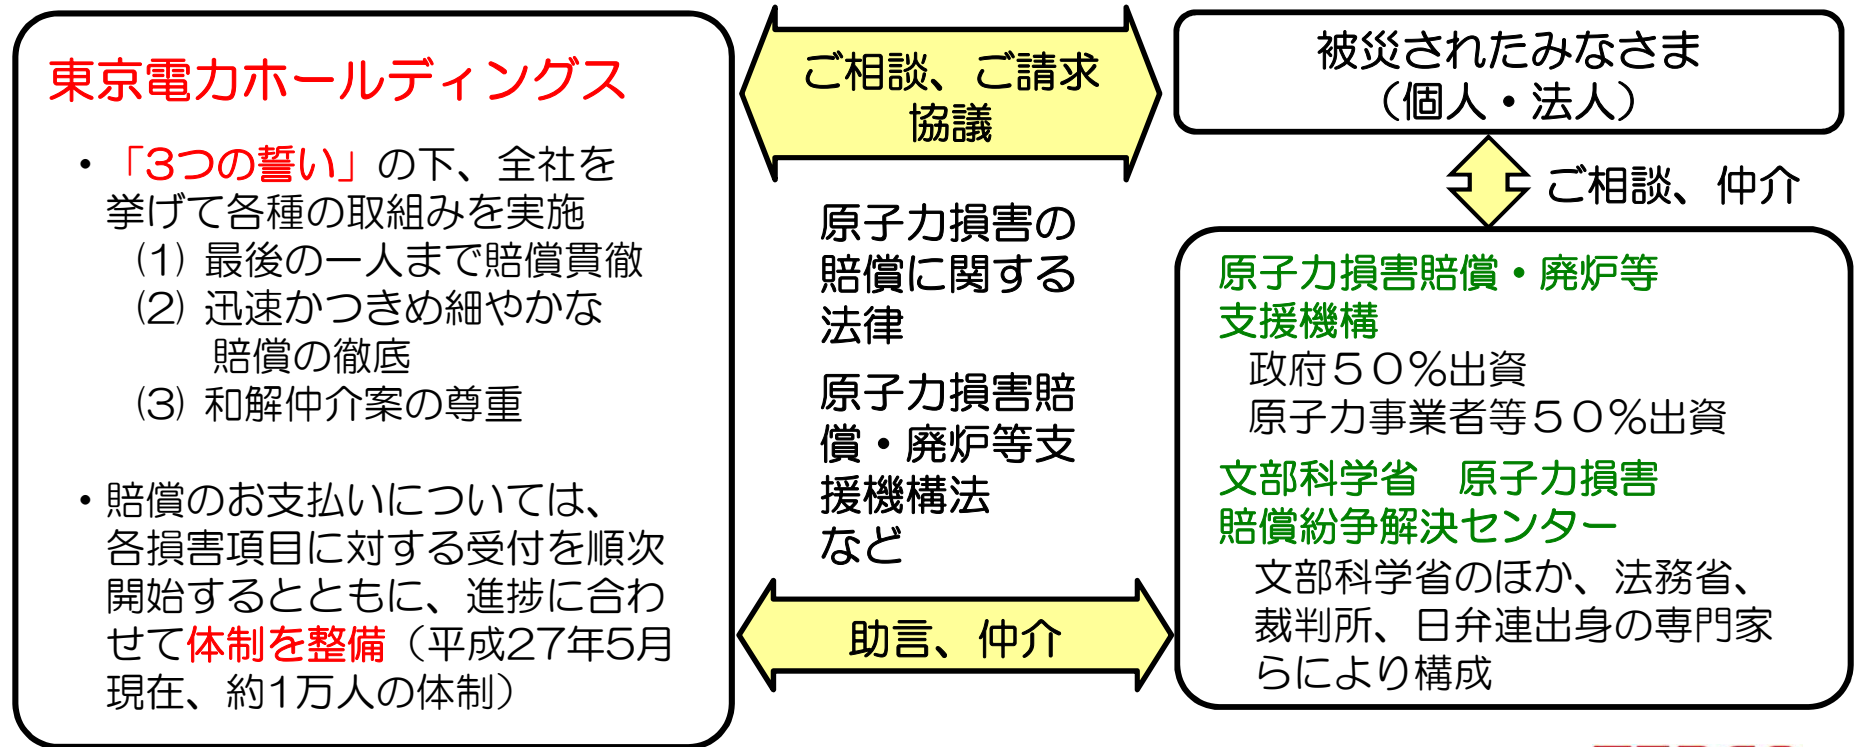 東京電力ホールディングス
・「3つの誓い」の下、全社を
挙げて各種の取組みを実施
(1) 最後の一人まで賠償貫徹
(2) 迅速かつきめ細やかな
賠償の徹底
(3) 和解仲介案の尊重
・賠償のお支払いについては、
各損害項目に対する受付を順次
開始するとともに、進捗に合わ
せて体制を整備（平成27年5月
現在、約1万人の体制）
ご相談、ご請求
協議
原子力損害の
賠償に関する
法律
原子力損害賠
償・廃炉等支
援機構法
など
助言、仲介
被災されたみなさま
（個人・法人）
ご相談、仲介
原子力損害賠償・廃炉等
支援機構
政府５０％出資
原子力事業者等５０％出資
文部科学省　原子力損害
賠償紛争解決センター
文部科学省のほか、法務省、
裁判所、日弁連出身の専門家
らにより構成